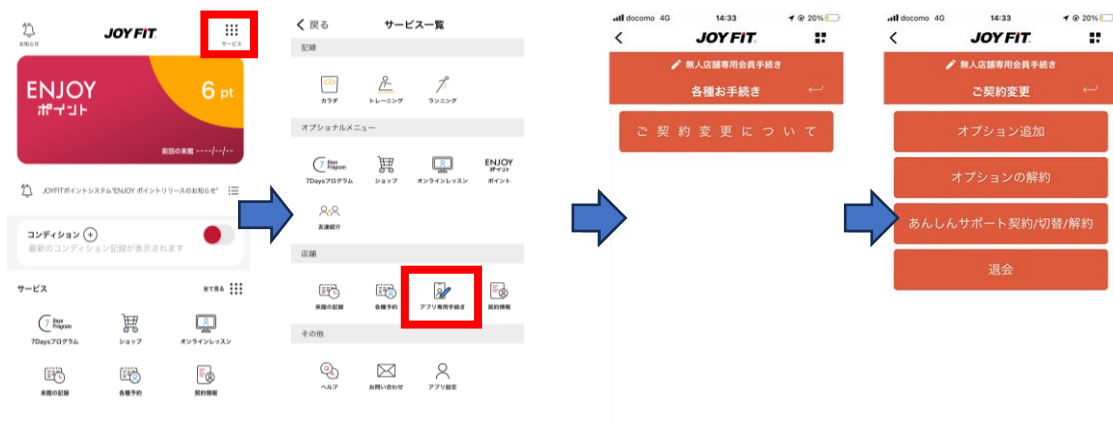 お知らせ
JOYFIT
サービス
ENJOY
ポイント
6 pt
前回の来館 ----/--/--
JOYFITポイントシステム"ENJOY ポイントリリースのお知らせ"
コンディション
最新のコンディション記録が表示されます
サービス
全て見る
7 Days Program
7Daysプログラム
ショップ
オンラインレッスン
来館の記録
各種予約
契約情報
戻る
サービス一覧
記録
カラダ
トレーニング
ランニング
オプショナルメニュー
7 Days Program
ENJOY
ポイント
7Daysプログラム
ショップ
オンラインレッスン
ポイント
友達紹介
店舗
来館の記録
各種予約
アプリ専用手続き
契約情報
その他
ヘルプ
お問い合わせ
アプリ設定
docomo 4G 14:33 20%
JOYFIT
無人店舗専用会員手続き
各種お手続き
ご契約変更について
docomo 4G 14:33 20%
JOYFIT
無人店舗専用会員手続き
ご契約変更
オプション追加
オプションの解約
あんしんサポート契約/切替/解約
退会